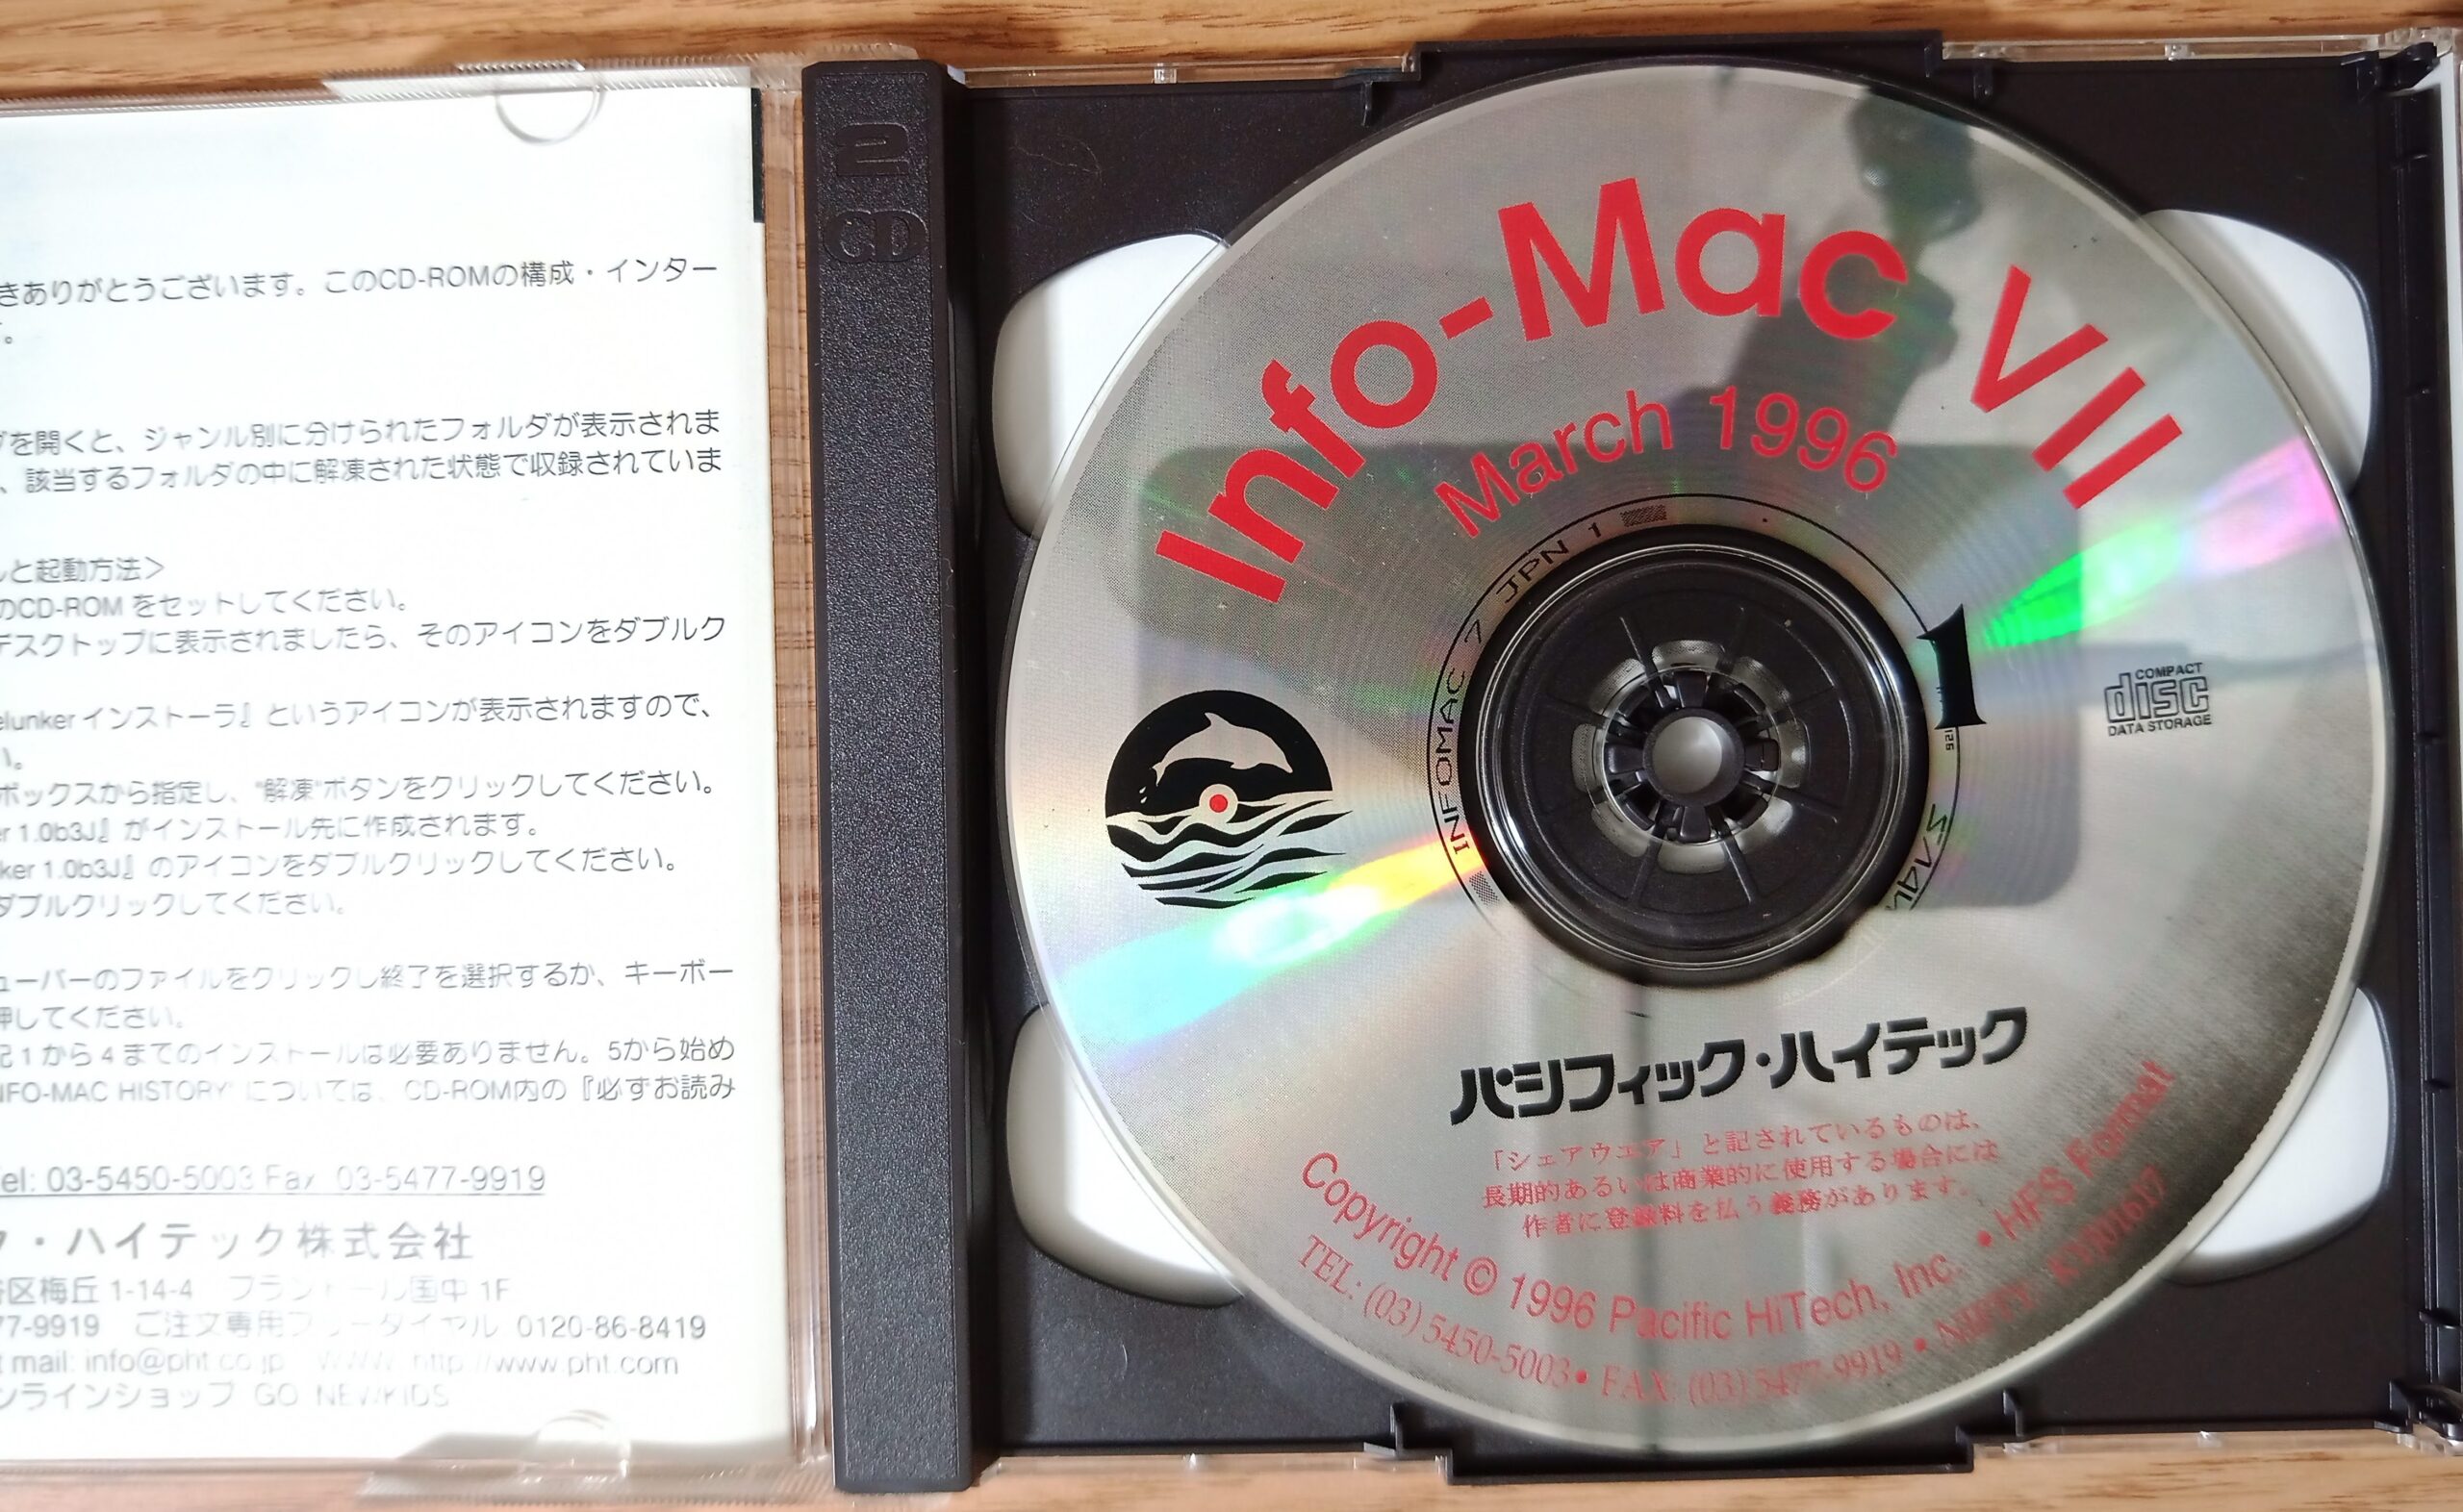 きありがとうございます。このCD-ROMの構成・インター
す。
ダを開くと、ジャンル別に分けられたフォルダが表示されま
、該当するフォルダの中に解凍された状態で収録されていま
と起動方法＞
のCD-ROM をセットしてください。
デスクトップに表示されましたら、そのアイコンをダブルク
elunker インストーラ』というアイコンが表示されますので、
い。
ボックスから指定し、"解凍"ボタンをクリックしてください。
er 1.0b3J』がインストール先に作成されます。
ker 1.0b3J』のアイコンをダブルクリックしてください。
ダブルクリックしてください。
ューバーのファイルをクリックし終了を選択するか、キーボー
押してください。
記1から4までのインストールは必要ありません。5から始め
NFO-MAC HISTORY" については、CD-ROM内の『必ずお読み
Tel: 03-5450-5003 Fax 03-5477-9919
ク・ハイテック株式会社
谷区梅丘 1-14-4 国中 1F
77-9919 ご注文専用フリーダイヤル 0120-86-8419
mail: info@pht.co.jp WWW: http://www.pht.com
ンラインショップ GO NEWKIDS
2
CD
Info-Mac VII
March 1996
INFOMAC 7 JPN 1
1
COMPACT
disc
DATA STORAGE
パシフィック・ハイテック
「シェアウエア」と記されているものは、
長期的あるいは商業的に使用する場合には
作者に登録料を払う義務があります。
Copyright © 1996 Pacific HiTech, Inc. • HFS Format
TEL: (03) 5450-5003 • FAX: (03) 5477-9919 • NIFTY: